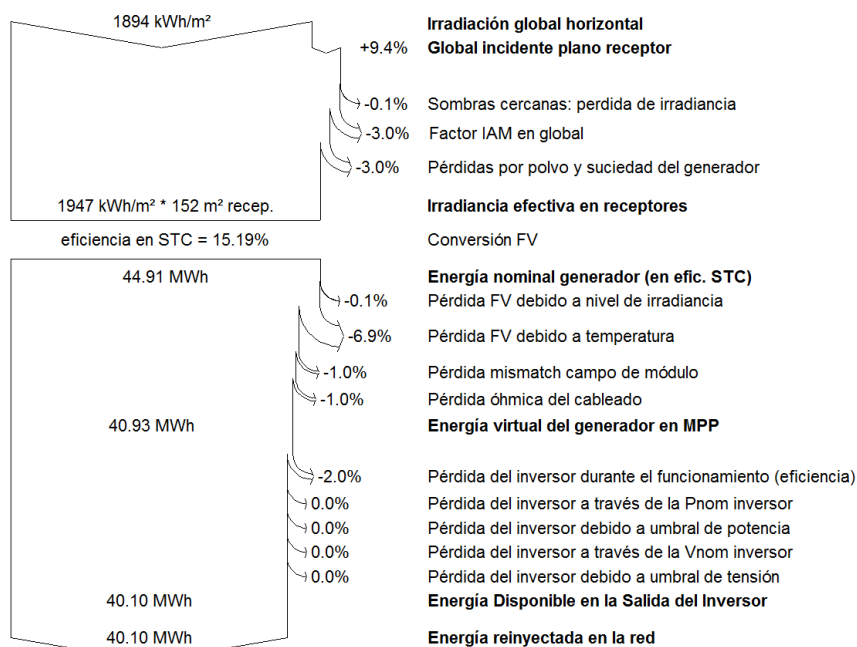 1894 kWh/m² Irradiación global horizontal
+9.4% Global incidente plano receptor
-0.1% Sombras cercanas: perdida de irradiancia
-3.0% Factor IAM en global
-3.0% Pérdidas por polvo y suciedad del generador
1947 kWh/m² * 152 m² recep. Irradiancia efectiva en receptores
eficiencia en STC = 15.19% Conversión FV
44.91 MWh Energía nominal generador (en efic. STC)
-0.1% Pérdida FV debido a nivel de irradiancia
-6.9% Pérdida FV debido a temperatura
-1.0% Pérdida mismatch campo de módulo
-1.0% Pérdida óhmica del cableado
40.93 MWh Energía virtual del generador en MPP
-2.0% Pérdida del inversor durante el funcionamiento (eficiencia)
0.0% Pérdida del inversor a través de la Pnom inversor
0.0% Pérdida del inversor debido a umbral de potencia
0.0% Pérdida del inversor a través de la Vnom inversor
0.0% Pérdida del inversor debido a umbral de tensión
40.10 MWh Energía Disponible en la Salida del Inversor
40.10 MWh Energía reinyectada en la red